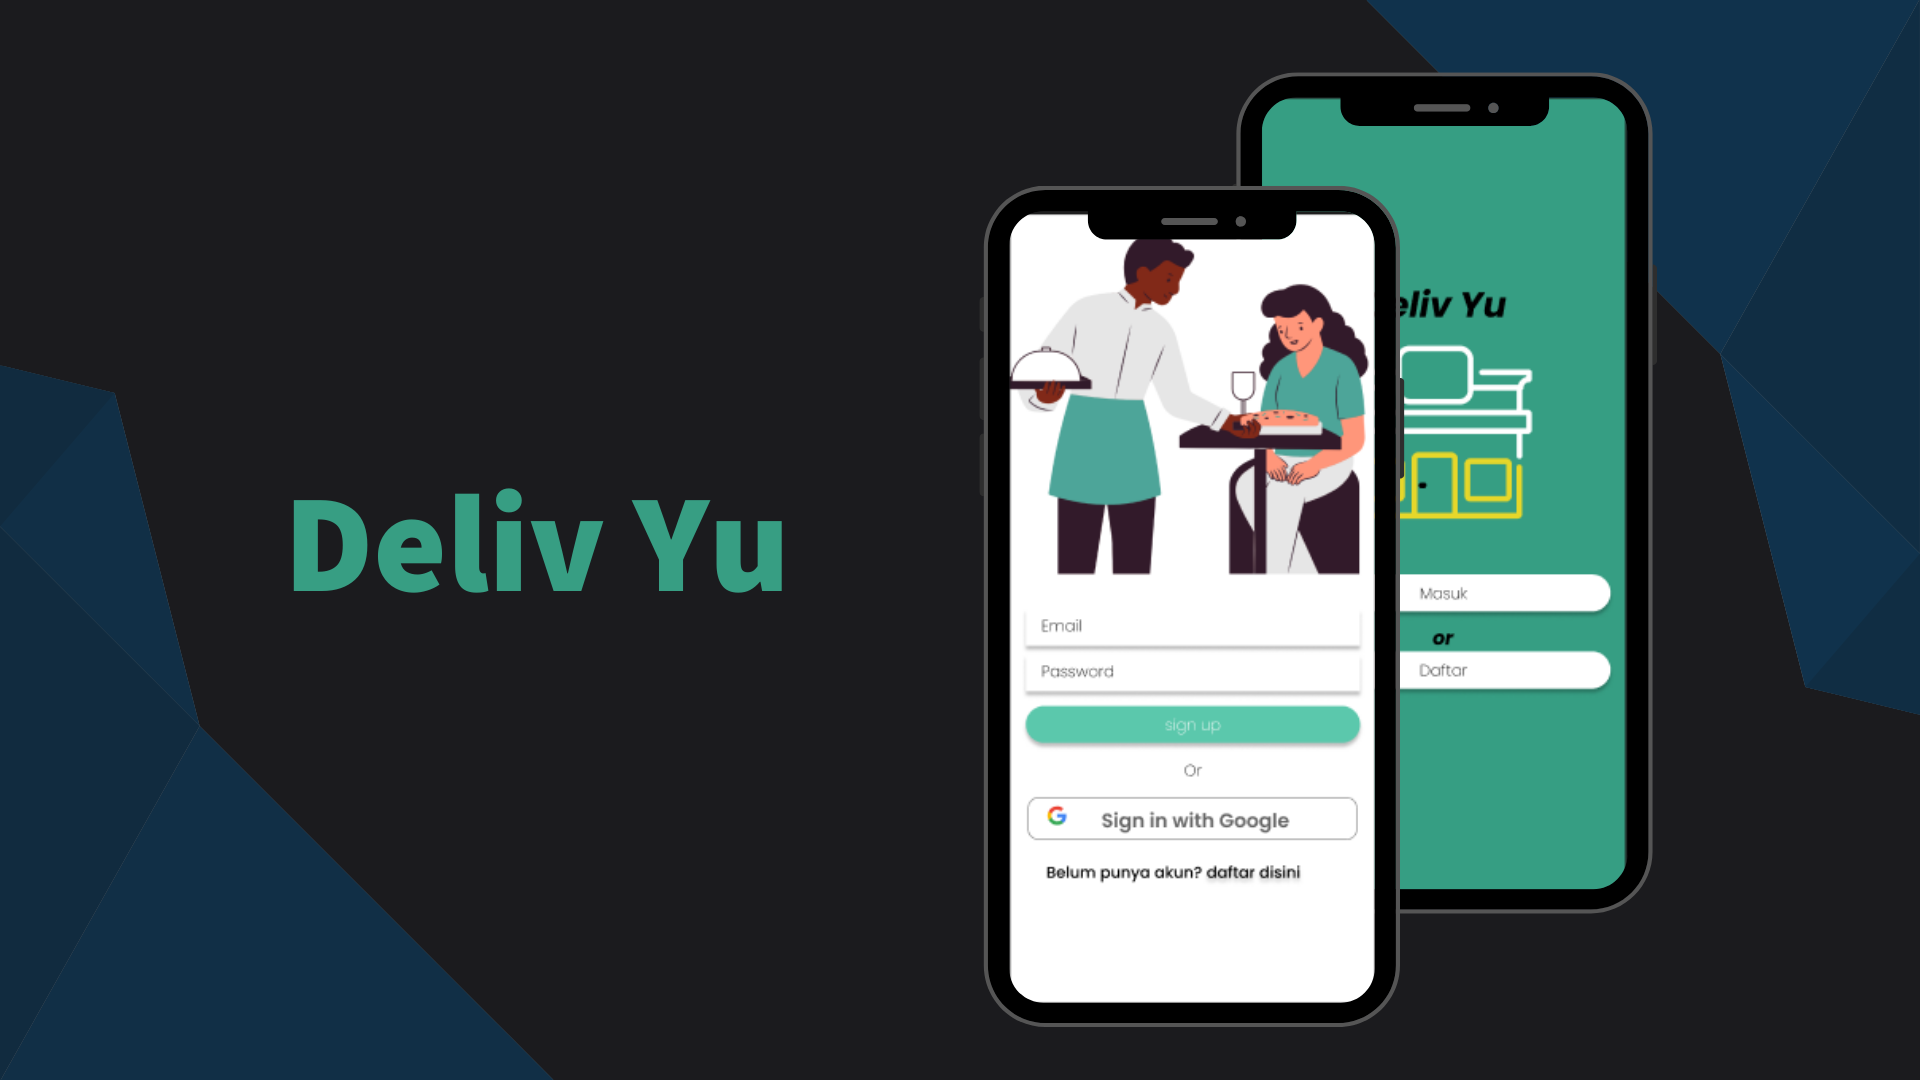 Deliv Yu
Email
Password
sign up
Or
Sign in with Google
Belum punya akun? daftar disini
eliv Yu
Masuk
or
Daftar